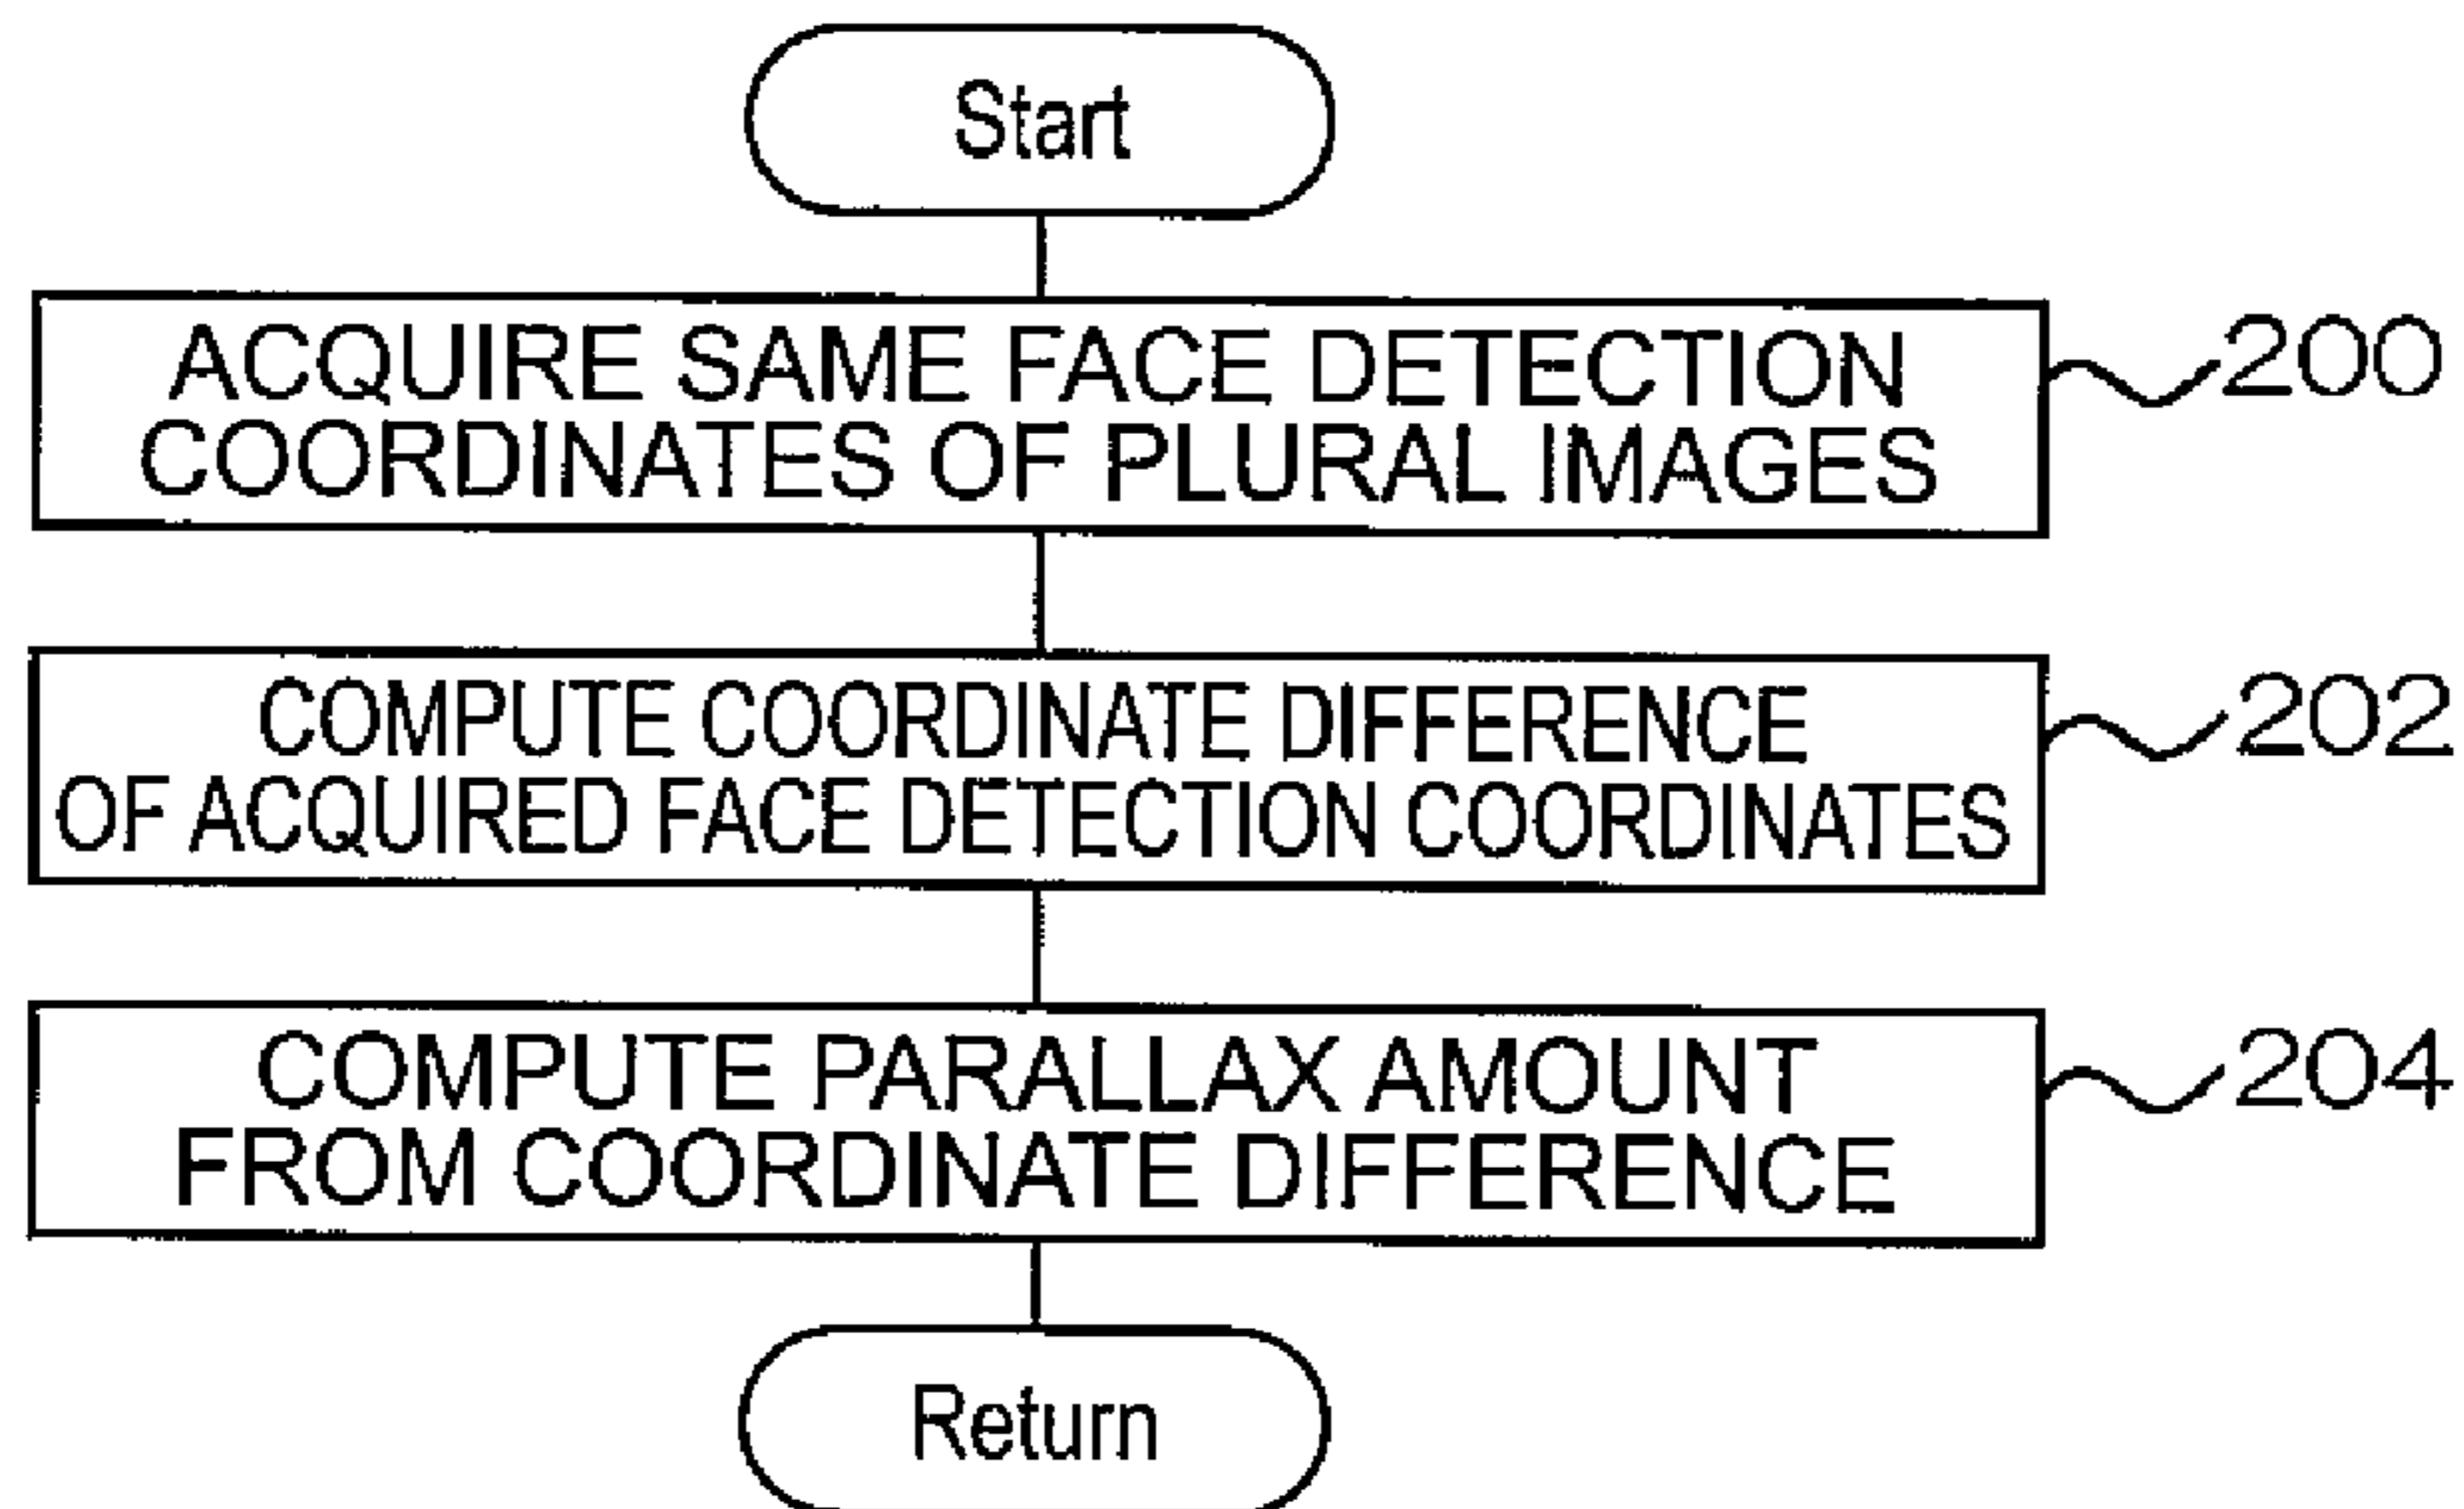 Start
ACQUIRE SAME FACE DETECTION
COORDINATES OF PLURAL IMAGES
200
COMPUTE COORDINATE DIFFERENCE
OF ACQUIRED FACE DETECTION COORDINATES
202
COMPUTE PARALLAX AMOUNT
FROM COORDINATE DIFFERENCE
204
Return